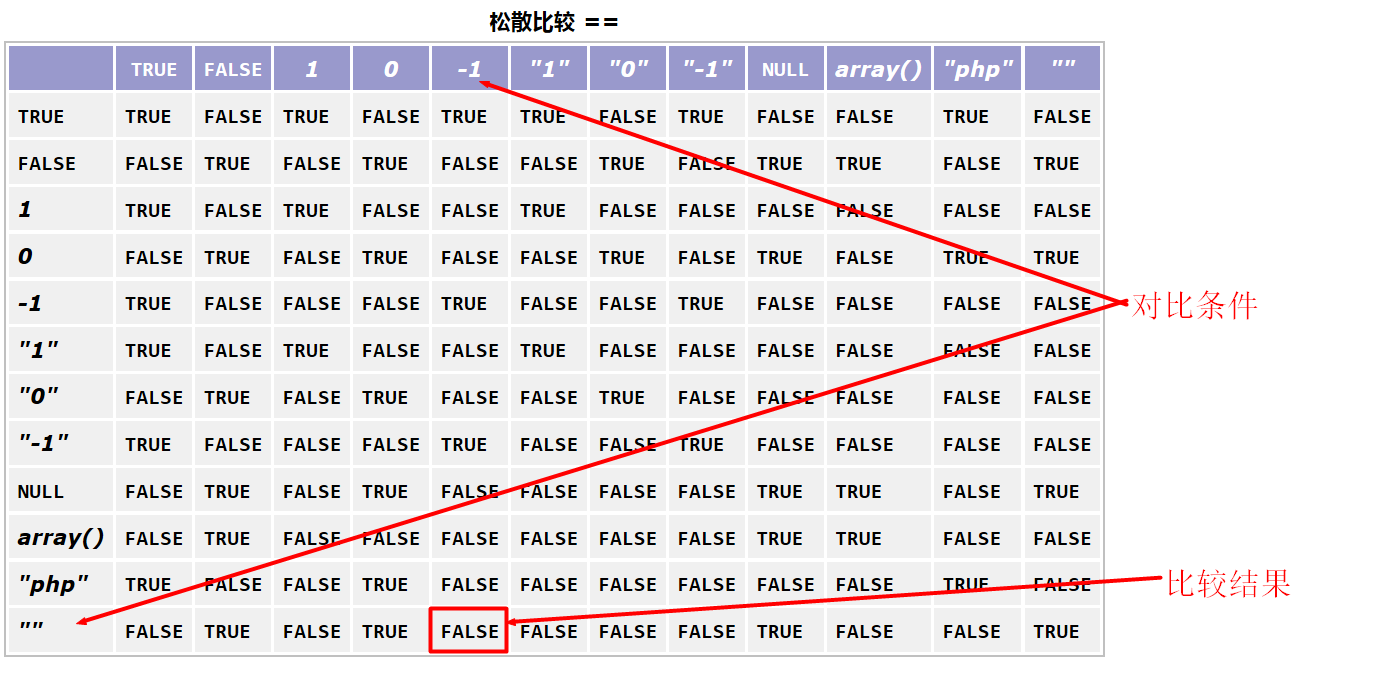 松散比较 ==
TRUE FALSE 1 0 -1 "1" "0" "-1" NULL array() "php" ""
TRUE TRUE FALSE TRUE FALSE TRUE TRUE FALSE TRUE FALSE FALSE TRUE FALSE
FALSE FALSE TRUE FALSE TRUE FALSE FALSE TRUE FALSE TRUE TRUE FALSE TRUE
1 TRUE FALSE TRUE FALSE FALSE TRUE FALSE FALSE FALSE FALSE FALSE FALSE
0 FALSE TRUE FALSE TRUE FALSE FALSE TRUE FALSE TRUE FALSE TRUE TRUE
-1 TRUE FALSE FALSE FALSE TRUE FALSE FALSE TRUE FALSE FALSE FALSE FALSE
对比条件
"1" TRUE FALSE TRUE FALSE FALSE TRUE FALSE FALSE FALSE FALSE FALSE FALSE
"0" FALSE TRUE FALSE TRUE FALSE FALSE TRUE FALSE FALSE FALSE FALSE FALSE
"-1" TRUE FALSE FALSE FALSE TRUE FALSE FALSE TRUE FALSE FALSE FALSE FALSE
NULL FALSE TRUE FALSE TRUE FALSE FALSE FALSE FALSE TRUE TRUE FALSE TRUE
array() FALSE TRUE FALSE FALSE FALSE FALSE FALSE FALSE TRUE TRUE FALSE FALSE
"php" TRUE FALSE FALSE TRUE FALSE FALSE FALSE FALSE FALSE FALSE TRUE FALSE
比较结果
"" FALSE TRUE FALSE TRUE FALSE FALSE FALSE FALSE TRUE FALSE FALSE TRUE